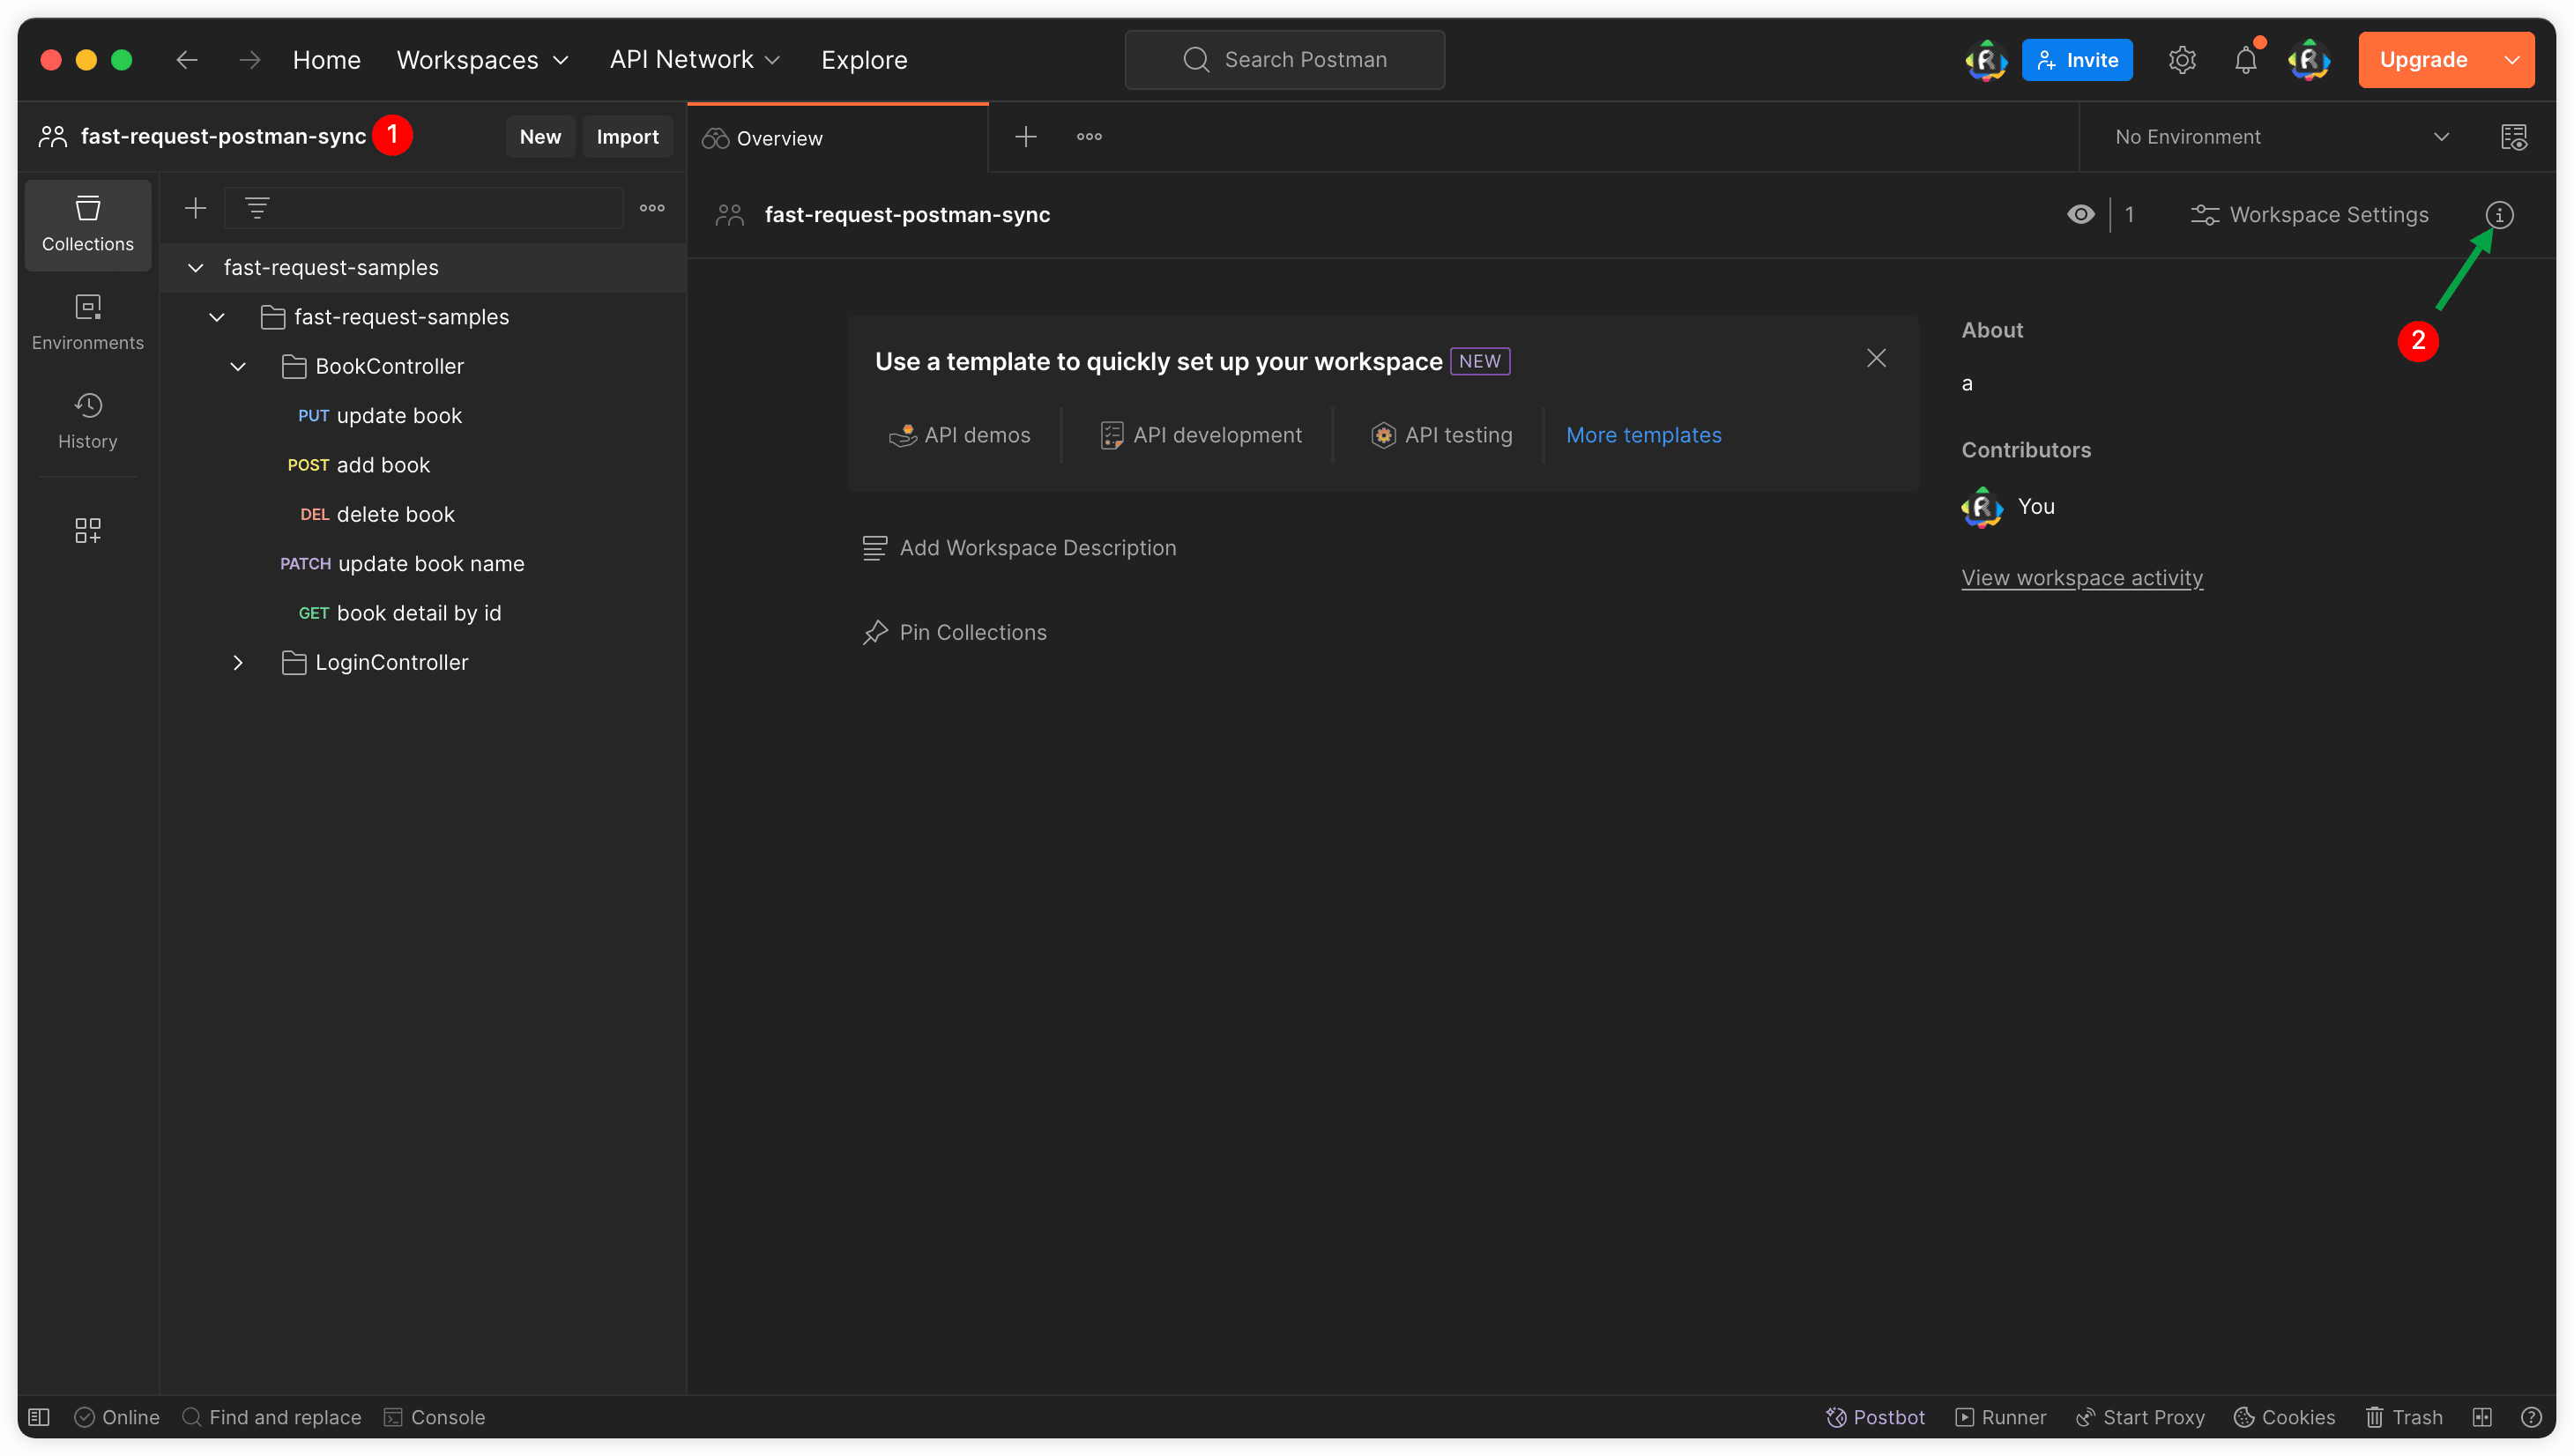 Home Workspaces API Network Explore Search Postman Invite Upgrade
fast-request-postman-sync 1 New Import Overview No Environment
Collections
Environments
History
fast-request-samples
fast-request-samples
BookController
PUT update book
POST add book
DEL delete book
PATCH update book name
GET book detail by id
LoginController
fast-request-postman-sync 1 Workspace Settings
2
Use a template to quickly set up your workspace NEW
API demos API development API testing More templates
Add Workspace Description
Pin Collections
About
a
Contributors
You
View workspace activity
Online Find and replace Console Postbot Runner Start Proxy Cookies Trash